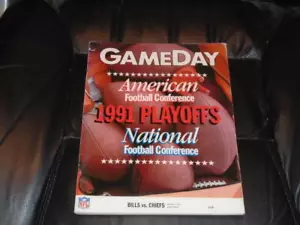 GAMEDAY
American
Football Conference
1991 PLAYOFFS
National
Football Conference
NFL
BILLS vs. CHIEFS